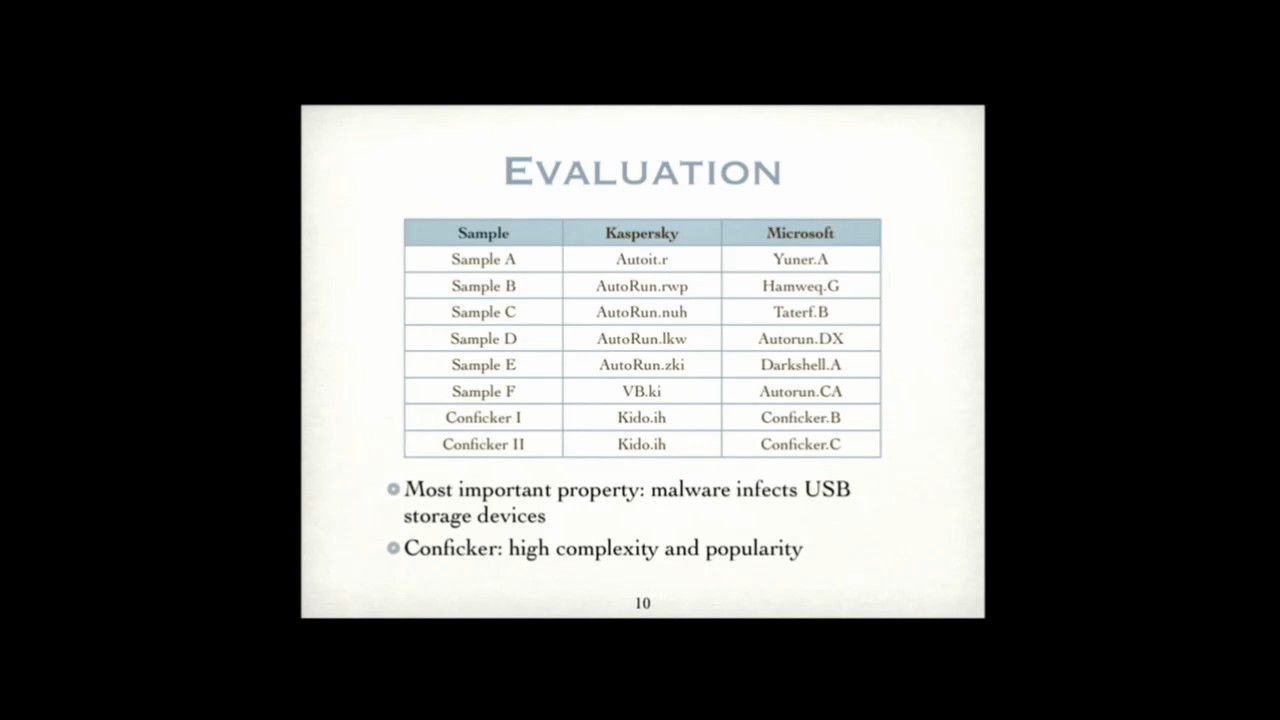 EVALUATION
Sample Kaspersky Microsoft
Sample A Autoit.r Yuner.A
Sample B AutoRun.rwp Hamweq.G
Sample C AutoRun.nuh Taterf.B
Sample D AutoRun.lkw Autorun.DX
Sample E AutoRun.zki Darkshell.A
Sample F VB.ki Autorun.CA
Conficker I Kido.ih Conficker.B
Conficker II Kido.ih Conficker.C
Most important property: malware infects USB
storage devices
Conficker: high complexity and popularity
10